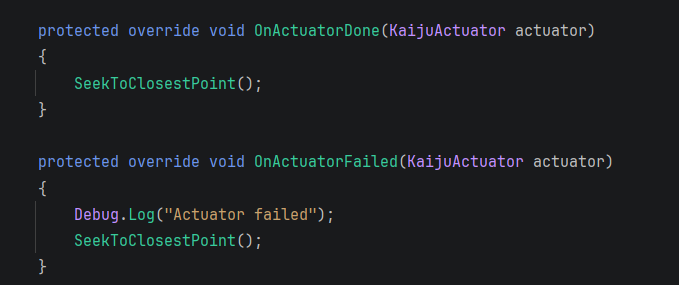 protected override void OnActuatorDone(KaijuActuator actuator)
{
    SeekToClosestPoint();
}

protected override void OnActuatorFailed(KaijuActuator actuator)
{
    Debug.Log("Actuator failed");
    SeekToClosestPoint();
}